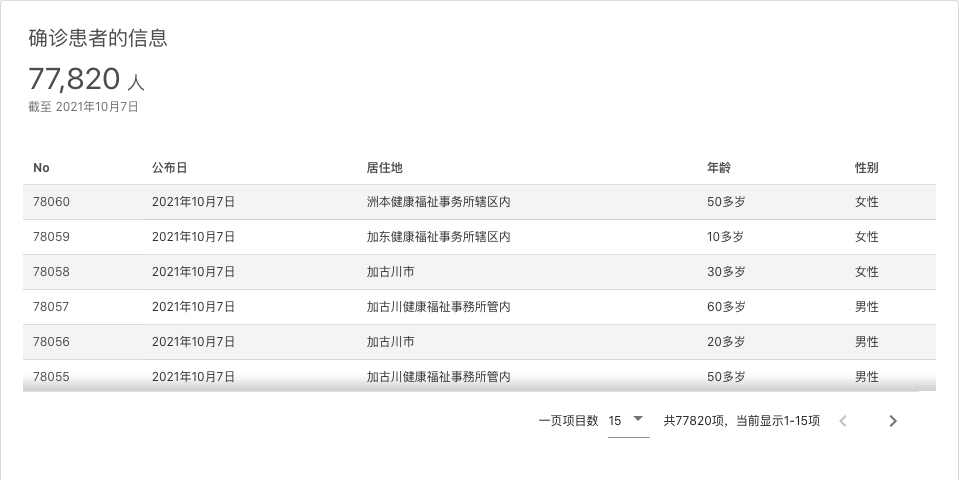 确诊患者的信息
77,820 人
截至 2021年10月7日
No 公布日 居住地 年龄 性别
78060 2021年10月7日 洲本健康福祉事务所辖区内 50多岁 女性
78059 2021年10月7日 加东健康福祉事务所辖区内 10多岁 女性
78058 2021年10月7日 加古川市 30多岁 女性
78057 2021年10月7日 加古川健康福祉事務所管内 60多岁 男性
78056 2021年10月7日 加古川市 20多岁 男性
78055 2021年10月7日 加古川健康福祉事務所管内 50多岁 男性
一页项目数 15 共77820项，当前显示1-15项